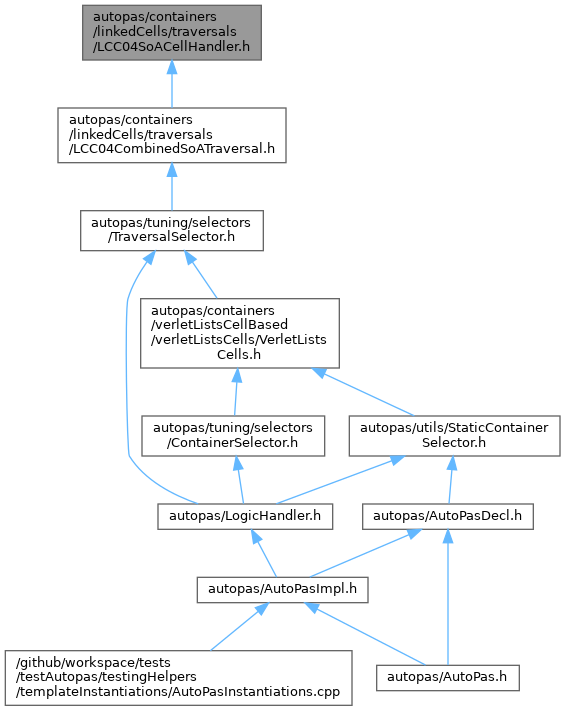 autopas/containers
/linkedCells/traversals
/LCC04SoACellHandler.h
autopas/containers
/linkedCells/traversals
/LCC04CombinedSoATraversal.h
autopas/tuning/selectors
/TraversalSelector.h
autopas/containers
/verletListsCellBased
/verletListsCells/VerletLists
Cells.h
autopas/tuning/selectors
/ContainerSelector.h
autopas/utils/StaticContainer
Selector.h
autopas/LogicHandler.h
autopas/AutoPasDecl.h
autopas/AutoPasImpl.h
/github/workspace/tests
/testAutopas/testingHelpers
/templateInstantiations/AutoPasInstantiations.cpp
autopas/AutoPas.h